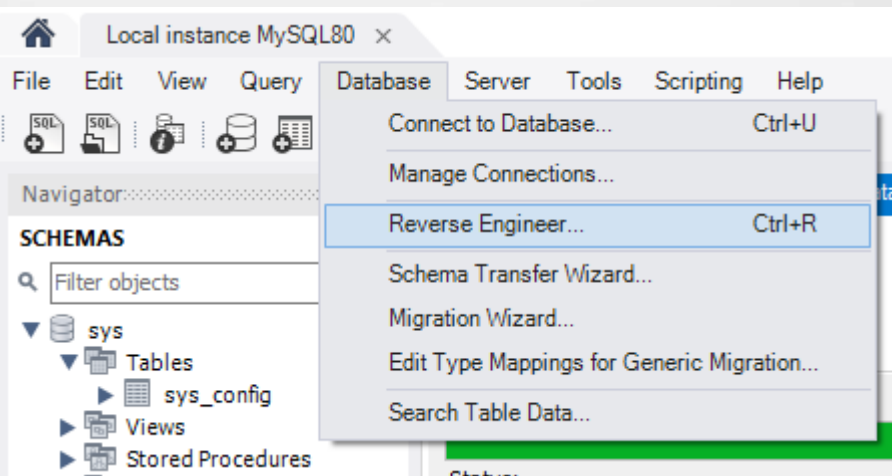 Local instance MySQL80 ×
File Edit View Query Database Server Tools Scripting Help
SQL SQL
Connect to Database... Ctrl+U
Manage Connections...
Reverse Engineer... Ctrl+R
Schema Transfer Wizard...
Migration Wizard...
Edit Type Mappings for Generic Migration...
Search Table Data...
Navigator
SCHEMAS
Filter objects
sys
Tables
sys_config
Views
Stored Procedures